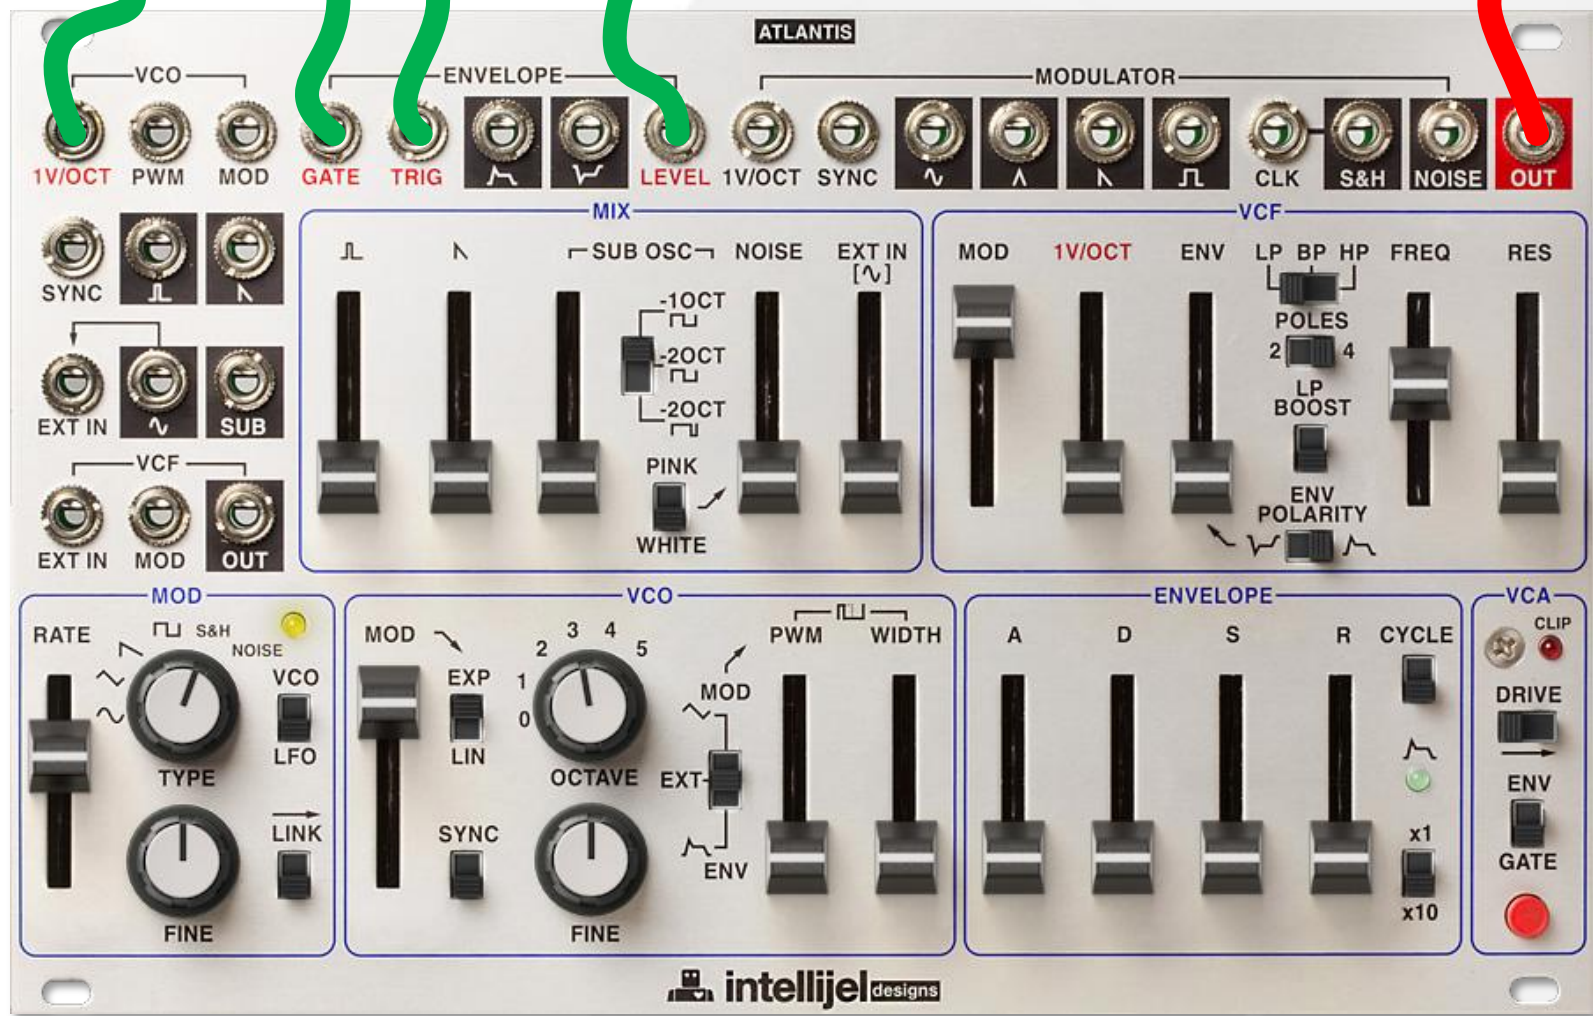 ATLANTIS
VCO
ENVELOPE
MODULATOR
1V/OCT PWM MOD GATE TRIG LEVEL 1V/OCT SYNC CLK S&H NOISE OUT
SYNC
EXT IN SUB
VCF
EXT IN MOD OUT
MIX
SUB OSC NOISE EXT IN
-1OCT
-2OCT
-2OCT
PINK
WHITE
VCF
MOD 1V/OCT ENV LP BP HP FREQ RES
POLES
2 4
LP
BOOST
ENV
POLARITY
MOD
RATE S&H
NOISE
VCO
LFO
TYPE
LINK
FINE
VCO
MOD 2 3 4 5 PWM WIDTH
EXP 1
LIN 0
OCTAVE
MOD
EXT
ENV
SYNC
FINE
ENVELOPE
A D S R CYCLE
x1
x10
VCA
CLIP
DRIVE
ENV
GATE
intellijel designs